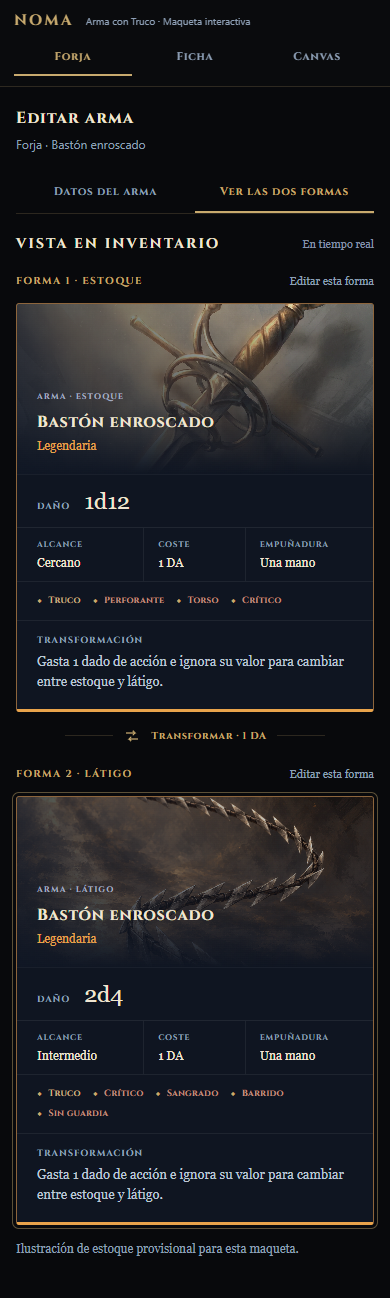 NOMA Arma con Truco · Maqueta interactiva
Forja Ficha Canvas
Editar arma
Forja · Bastón enroscado
Datos del arma Ver las dos formas
Vista en inventario En tiempo real
Forma 1 · Estoque Editar esta forma
Arma · Estoque
Bastón enroscado
Legendaria
Daño 1d12
Alcance Coste Empuñadura
Cercano 1 DA Una mano
Truco Perforante Torso Crítico
Transformación
Gasta 1 dado de acción e ignora su valor para cambiar
entre estoque y látigo.
Transformar · 1 DA
Forma 2 · Látigo Editar esta forma
Arma · Látigo
Bastón enroscado
Legendaria
Daño 2d4
Alcance Coste Empuñadura
Intermedio 1 DA Una mano
Truco Crítico Sangrado Barrido
Sin guardia
Transformación
Gasta 1 dado de acción e ignora su valor para cambiar
entre estoque y látigo.
Ilustración de estoque provisional para esta maqueta.